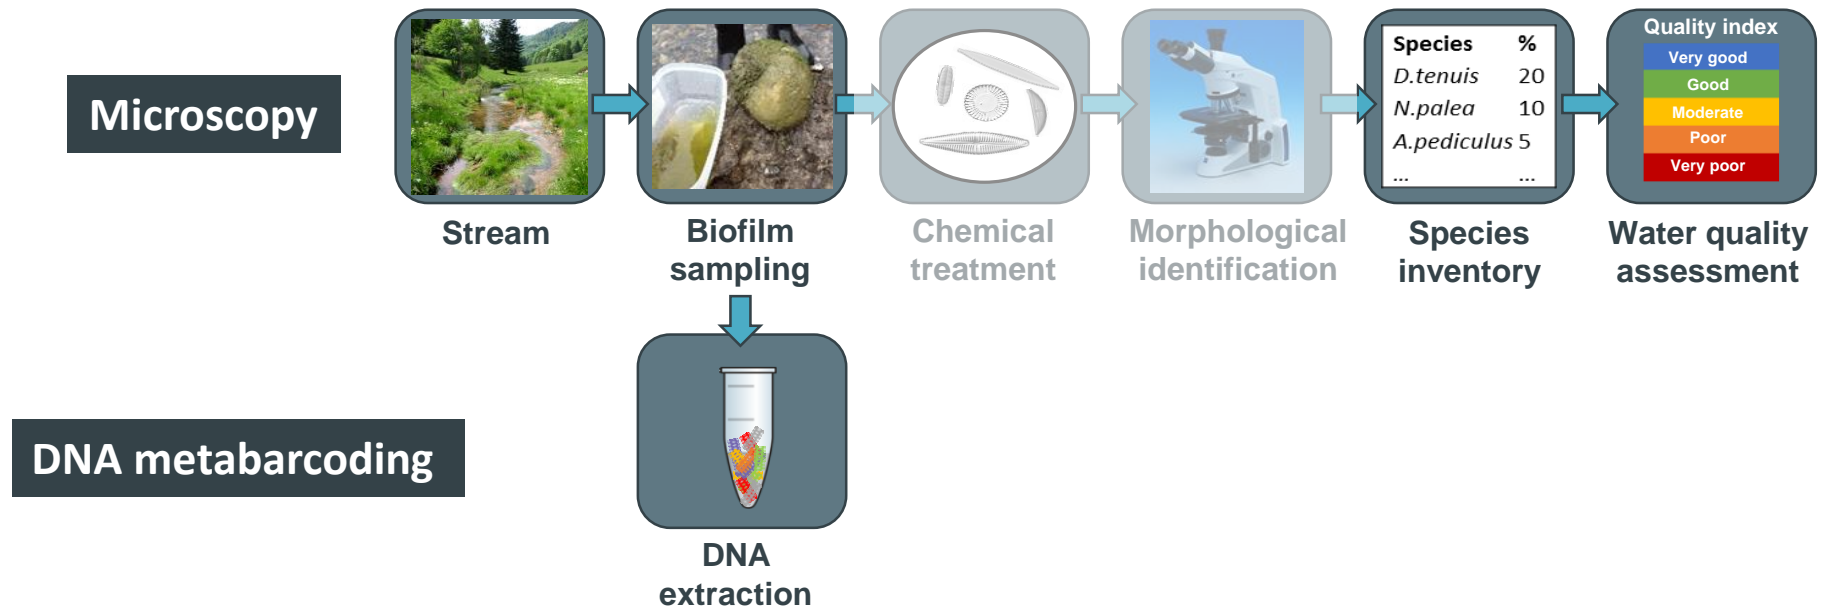 Microscopy
Species %
D.tenuis 20
N.palea 10
A.pediculus 5
... ...
Quality index
Very good
Good
Moderate
Poor
Very poor
Stream
Biofilm
sampling
Chemical
treatment
Morphological
identification
Species
inventory
Water quality
assessment
DNA metabarcoding
DNA
extraction